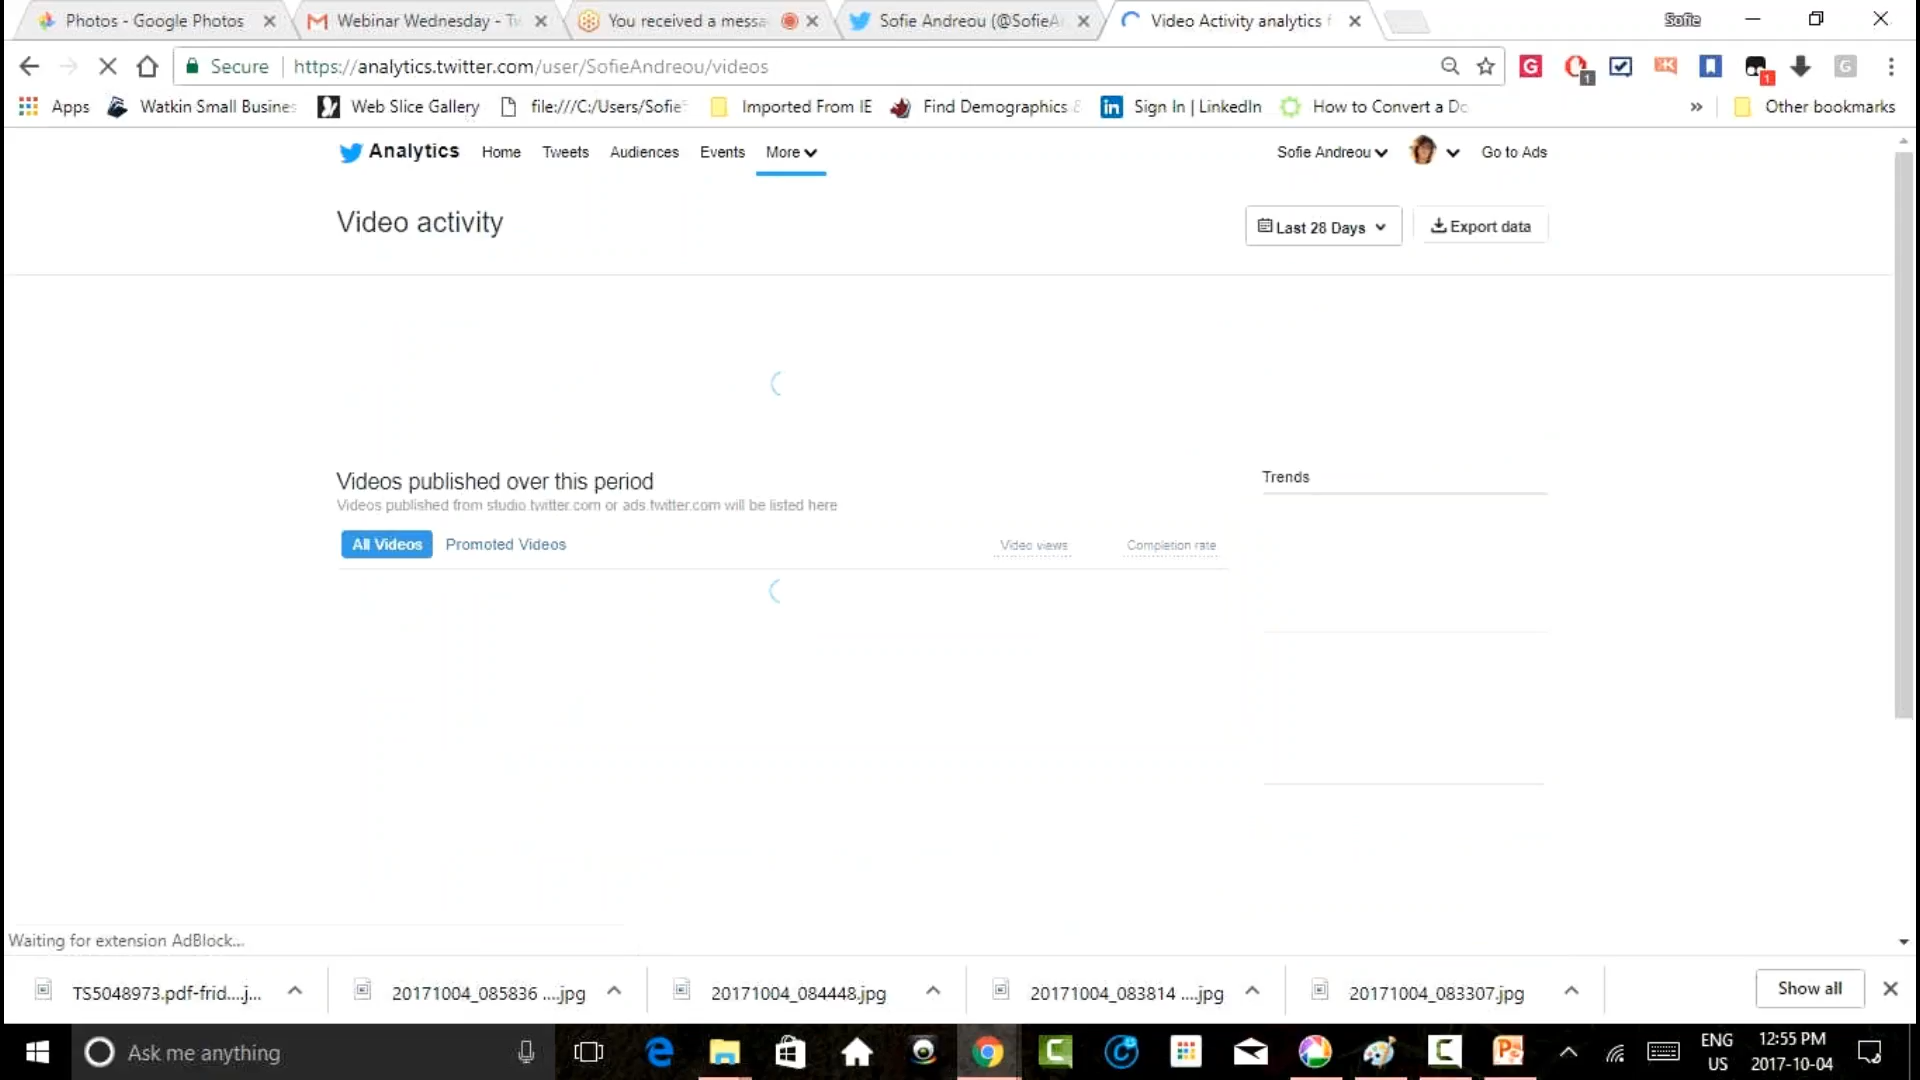 Photos - Google Photos
Webinar Wednesday - Tw
You received a messa
Sofie Andreou (@SofieA
Video Activity analytics f
Sofie
Secure
https://analytics.twitter.com/user/SofieAndreou/videos
Apps
Watkin Small Busines
Web Slice Gallery
file:///C:/Users/Sofie
Imported From IE
Find Demographics &
Sign In | LinkedIn
How to Convert a Do
»
Other bookmarks
Analytics
Home
Tweets
Audiences
Events
More
Sofie Andreou
Go to Ads
Video activity
Last 28 Days
Export data
Videos published over this period
Videos published from studio.twitter.com or ads.twitter.com will be listed here
All Videos
Promoted Videos
Video views
Completion rate
Trends
Waiting for extension AdBlock...
TS5048973.pdf-frid....j...
20171004_085836 ....jpg
20171004_084448.jpg
20171004_083814 ....jpg
20171004_083307.jpg
Show all
Ask me anything
ENG
US
12:55 PM
2017-10-04